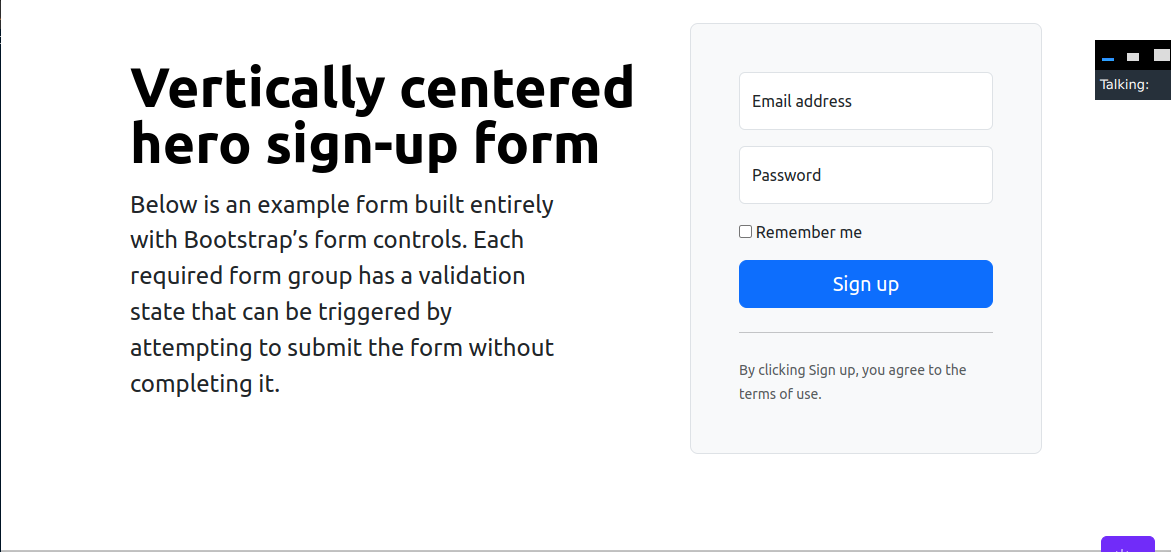 Vertically centered
hero sign-up form
Below is an example form built entirely
with Bootstrap’s form controls. Each
required form group has a validation
state that can be triggered by
attempting to submit the form without
completing it.
Email address
Password
Remember me
Sign up
By clicking Sign up, you agree to the
terms of use.
Talking: